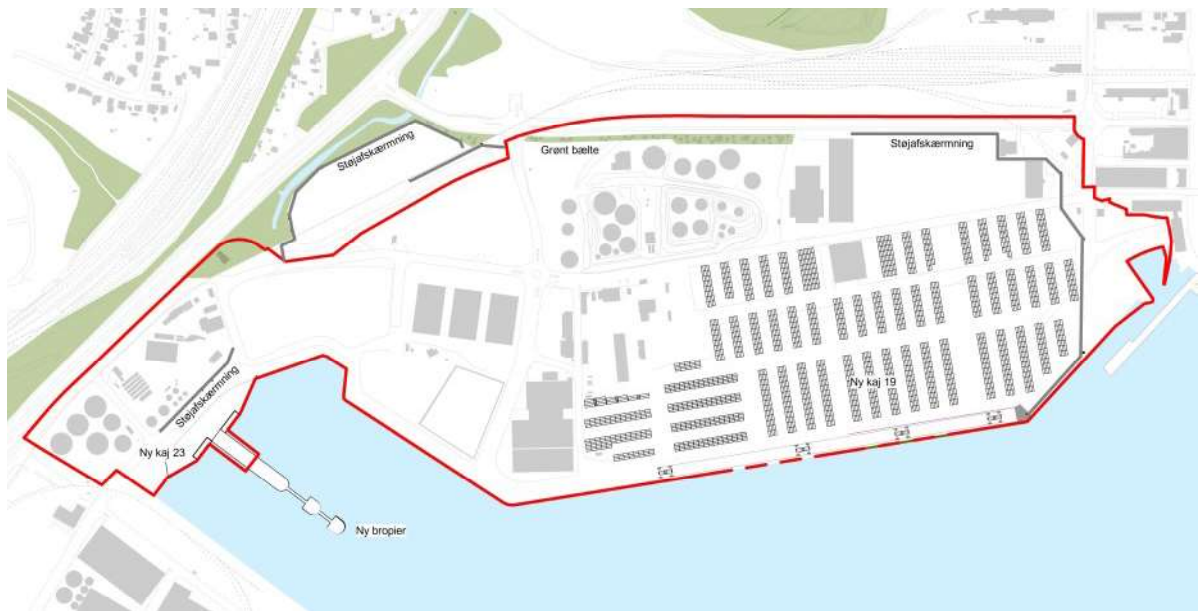 Støjafskærmning
Grønt bælte
Støjafskærmning
Støjafskærmning
Ny kaj 19
Ny kaj 23
Ny bropier